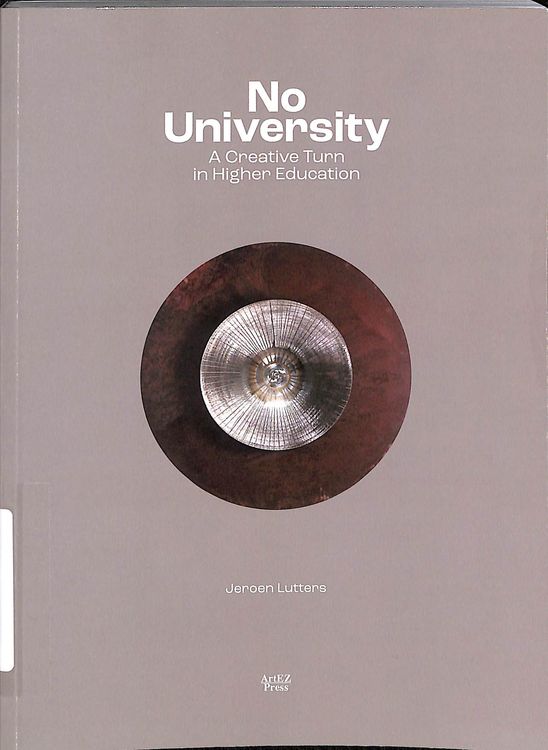 No
University
A Creative Turn
in Higher Education
Jeroen Lutters
ArtEZ
Press